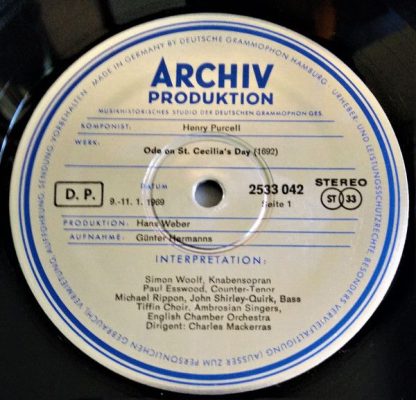 MADE IN GERMANY BY DEUTSCHE GRAMMOPHON HAMBURG
URHEBER- UND LEISTUNGSSCHUTZRECHTE, BESONDERS VERVIELFÄLTIGUNG (AUSSER ZUM PERSÖNLICHEN GEBRAUCH), VERMIETUNG, AUFFÜHRUNG, SENDUNG, VORBEHALTEN
ARCHIV
PRODUKTION
MUSIKHISTORISCHES STUDIO DER DEUTSCHEN GRAMMOPHON GES.
KOMPONIST: Henry Purcell
WERK:
Ode on St. Cecilia's Day (1692)
D. P.
DATUM
9.-11. 1. 1969
2533 042
Seite 1
STEREO
ST 33
PRODUKTION: Hans Weber
AUFNAHME: Günter Hermanns
INTERPRETATION:
Simon Woolf, Knabensopran
Paul Esswood, Counter-Tenor
Michael Rippon, John Shirley-Quirk, Bass
Tiffin Choir, Ambrosian Singers,
English Chamber Orchestra
Dirigent: Charles Mackerras